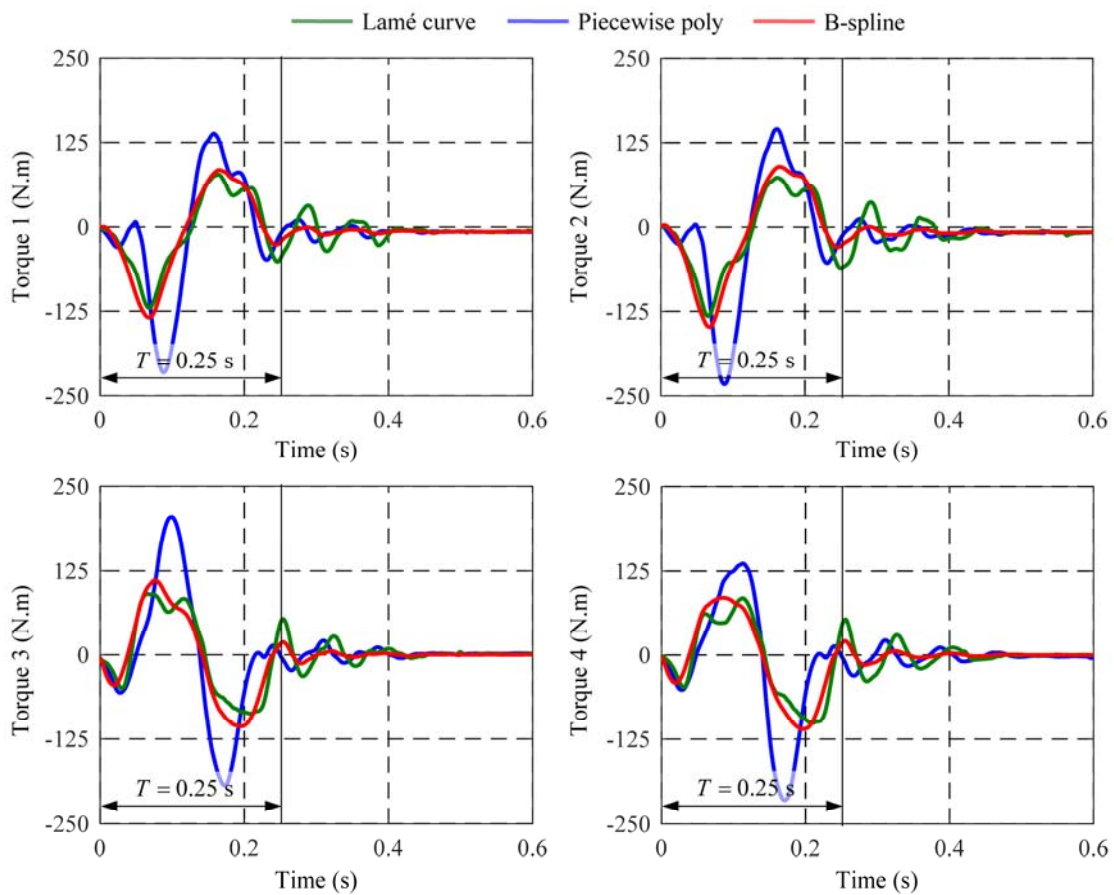 Lamé curve Piecewise poly B-spline
250
125
0
-125
-250
Torque 1 (N.m)
T = 0.25 s
0 0.2 0.4 0.6
Time (s)
250
125
0
-125
-250
Torque 2 (N.m)
T = 0.25 s
0 0.2 0.4 0.6
Time (s)
250
125
0
-125
-250
Torque 3 (N.m)
T = 0.25 s
0 0.2 0.4 0.6
Time (s)
250
125
0
-125
-250
Torque 4 (N.m)
T = 0.25 s
0 0.2 0.4 0.6
Time (s)